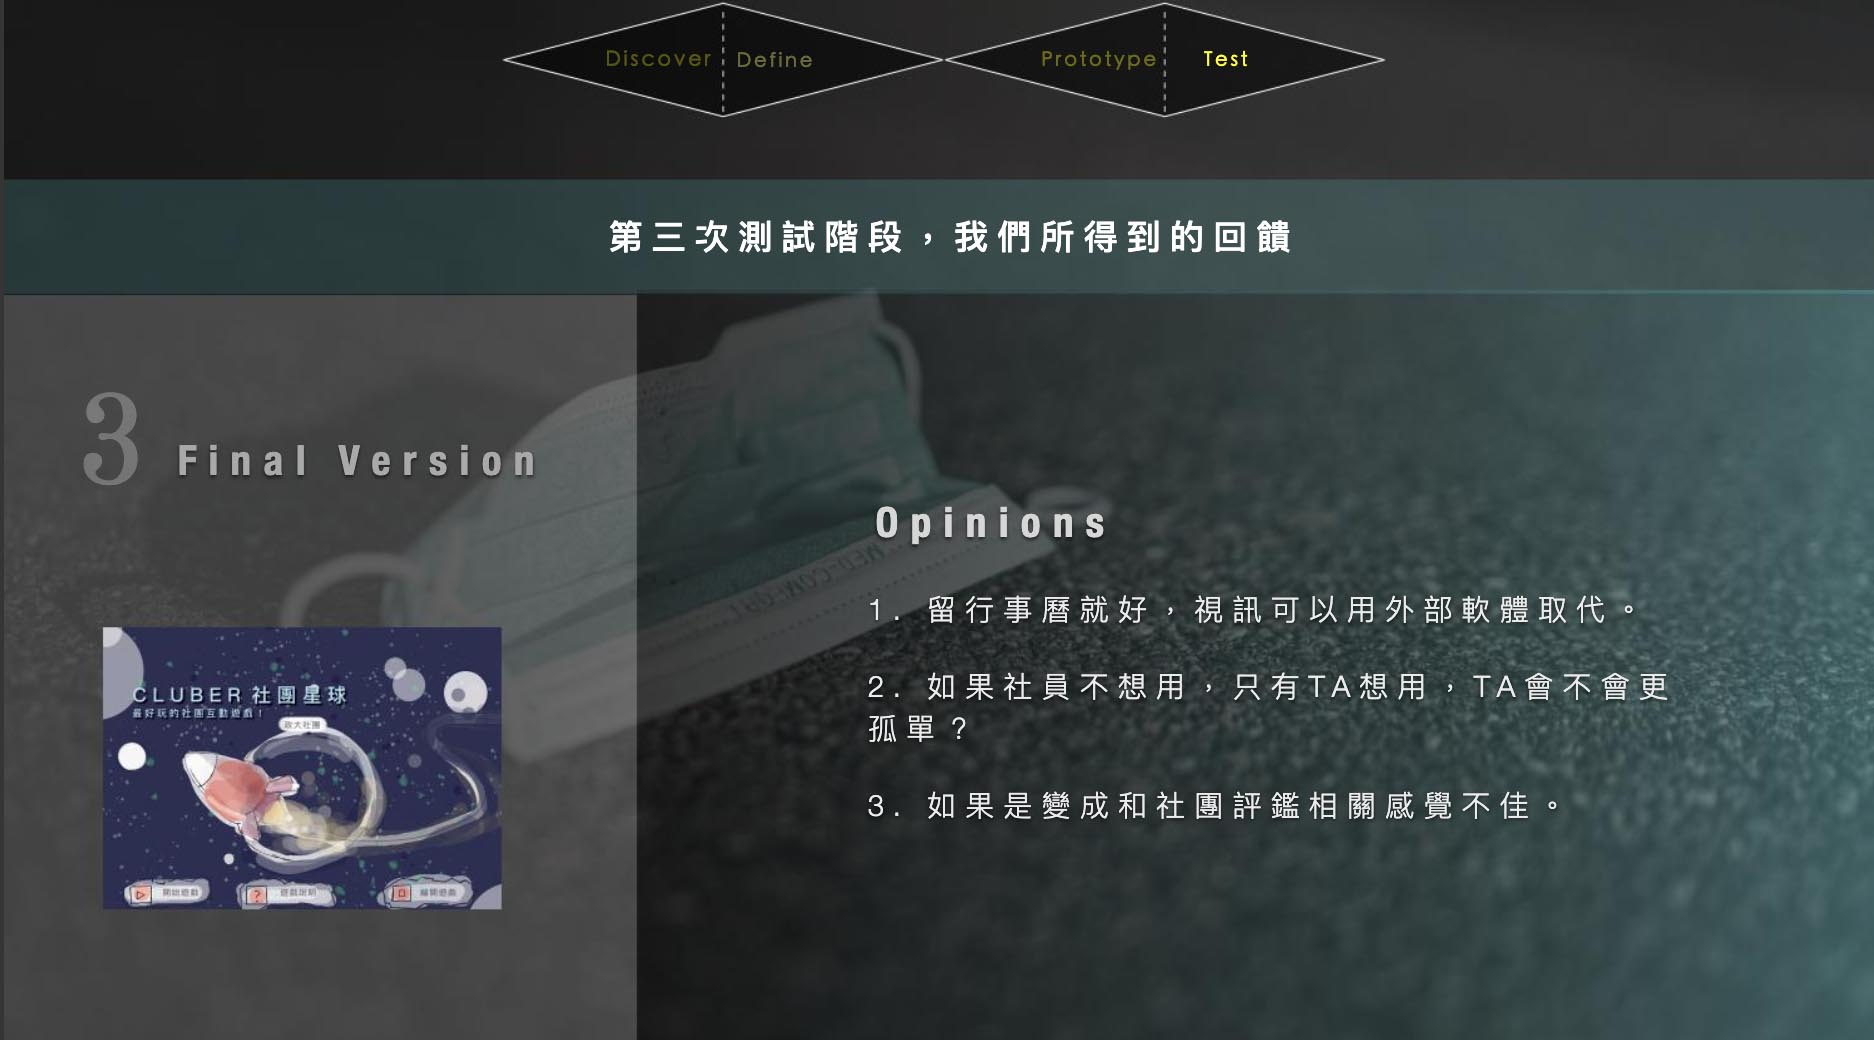 Discover
Define
Prototype
Test
第三次測試階段，我們所得到的回饋
3
Final Version
CLUBER 社團星球
最好玩的社團互動遊戲！
政大社團
開始遊戲
?
遊戲說明
離開遊戲
Opinions
1. 留行事曆就好，視訊可以用外部軟體取代。
2. 如果社員不想用，只有TA想用，TA會不會更
孤單？
3. 如果是變成和社團評鑑相關感覺不佳。